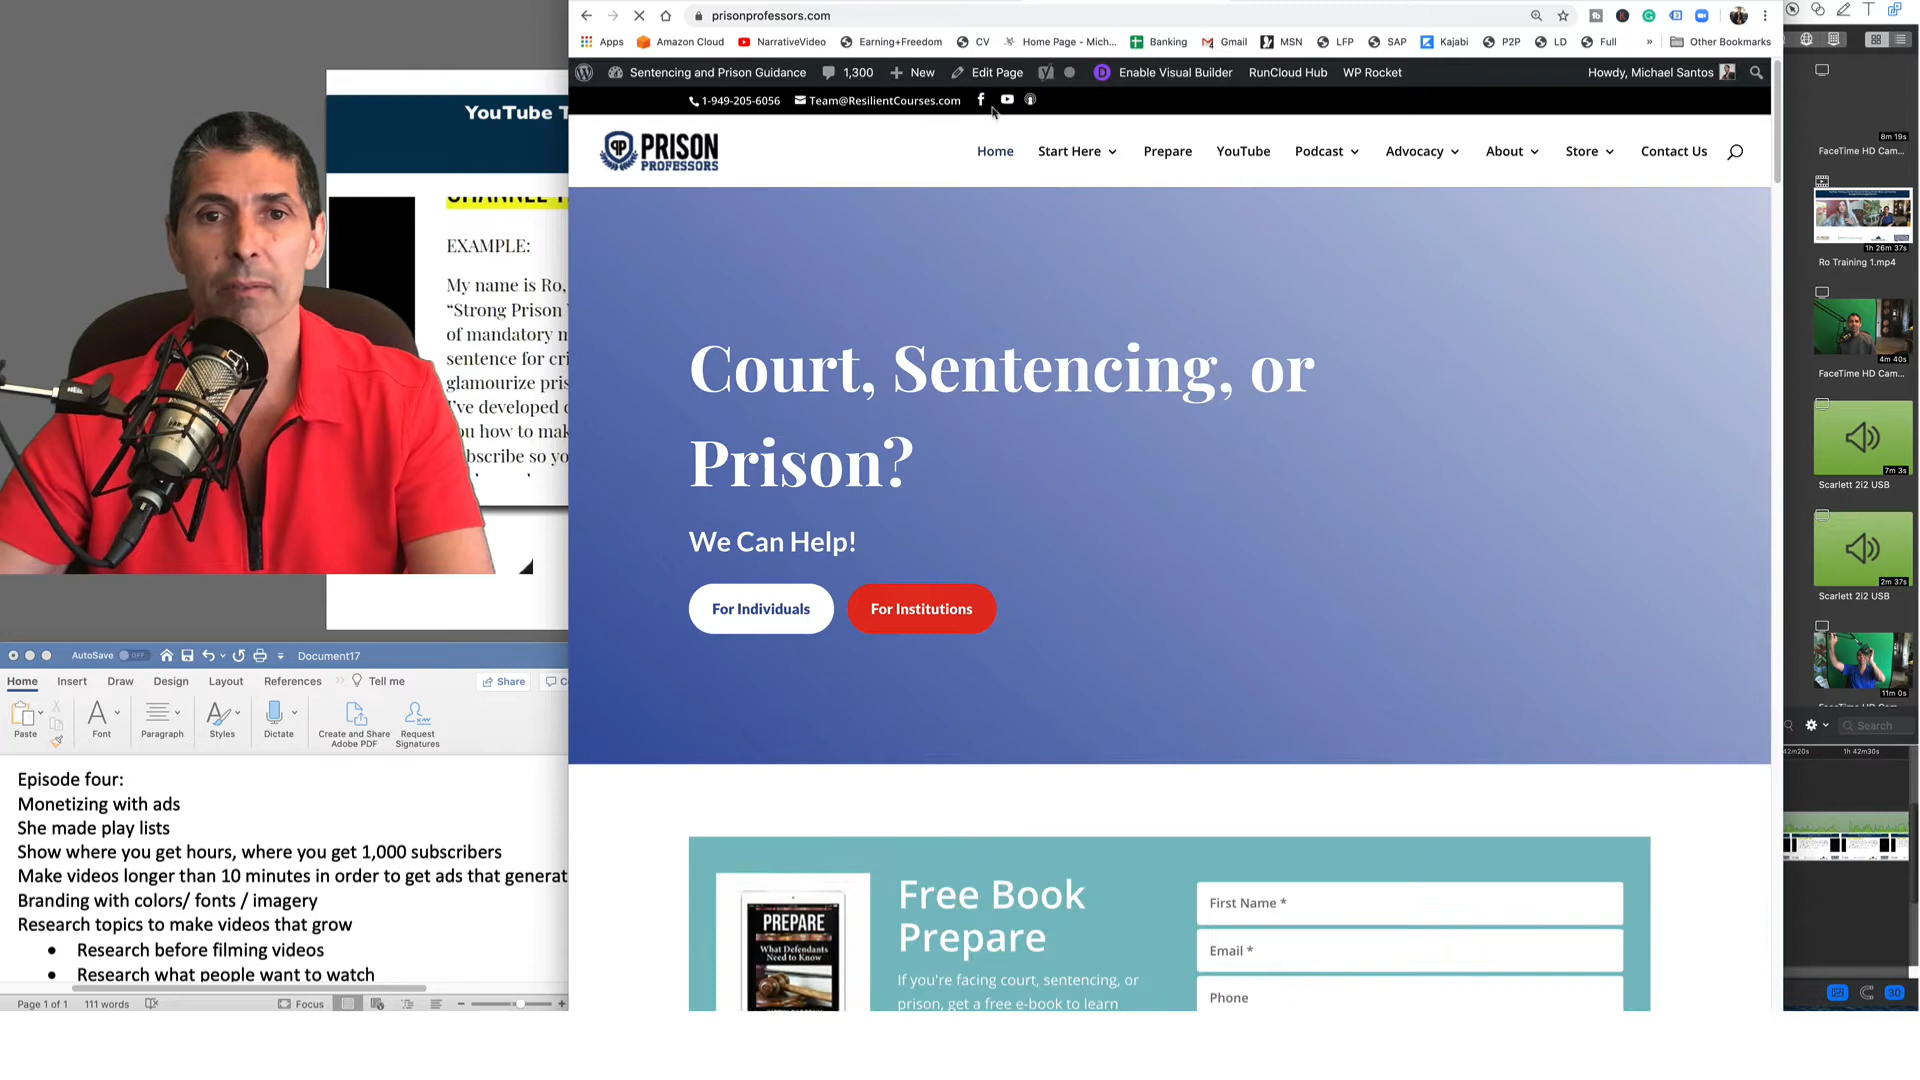 YouTube T
EXAMPLE:
My name is Ro,
"Strong Prison
of mandatory m
sentence for cri
glamourize pris
I've developed
ou how to mak
bscribe so yo
AutoSave OFF
Document17
Home Insert Draw Design Layout References Tell me Share
Paste Font Paragraph Styles Dictate Create and Share Adobe PDF Request Signatures
Episode four:
Monetizing with ads
She made play lists
Show where you get hours, where you get 1,000 subscribers
Make videos longer than 10 minutes in order to get ads that generat
Branding with colors/ fonts / imagery
Research topics to make videos that grow
• Research before filming videos
• Research what people want to watch
Page 1 of 1 111 words Focus
prisonprofessors.com
Apps Amazon Cloud NarrativeVideo Earning+Freedom CV Home Page - Mich... Banking Gmail MSN LFP SAP Kajabi P2P LD Full » Other Bookmarks
Sentencing and Prison Guidance 1,300 New Edit Page Enable Visual Builder RunCloud Hub WP Rocket Howdy, Michael Santos
1-949-205-6056 Team@ResilientCourses.com
PRISON
PROFESSORS
Home Start Here Prepare YouTube Podcast Advocacy About Store Contact Us
Court, Sentencing, or
Prison?
We Can Help!
For Individuals For Institutions
PREPARE
What Defendants
Need to Know
Free Book
Prepare
If you're facing court, sentencing, or
prison, get a free e-book to learn
First Name *
Email *
Phone
8m 19s
FaceTime HD Cam...
1h 26m 37s
Ro Training 1.mp4
4m 40s
FaceTime HD Cam...
7m 3s
Scarlett 2i2 USB
2m 37s
Scarlett 2i2 USB
11m 0s
Search
42m20s 1h 42m30s
30